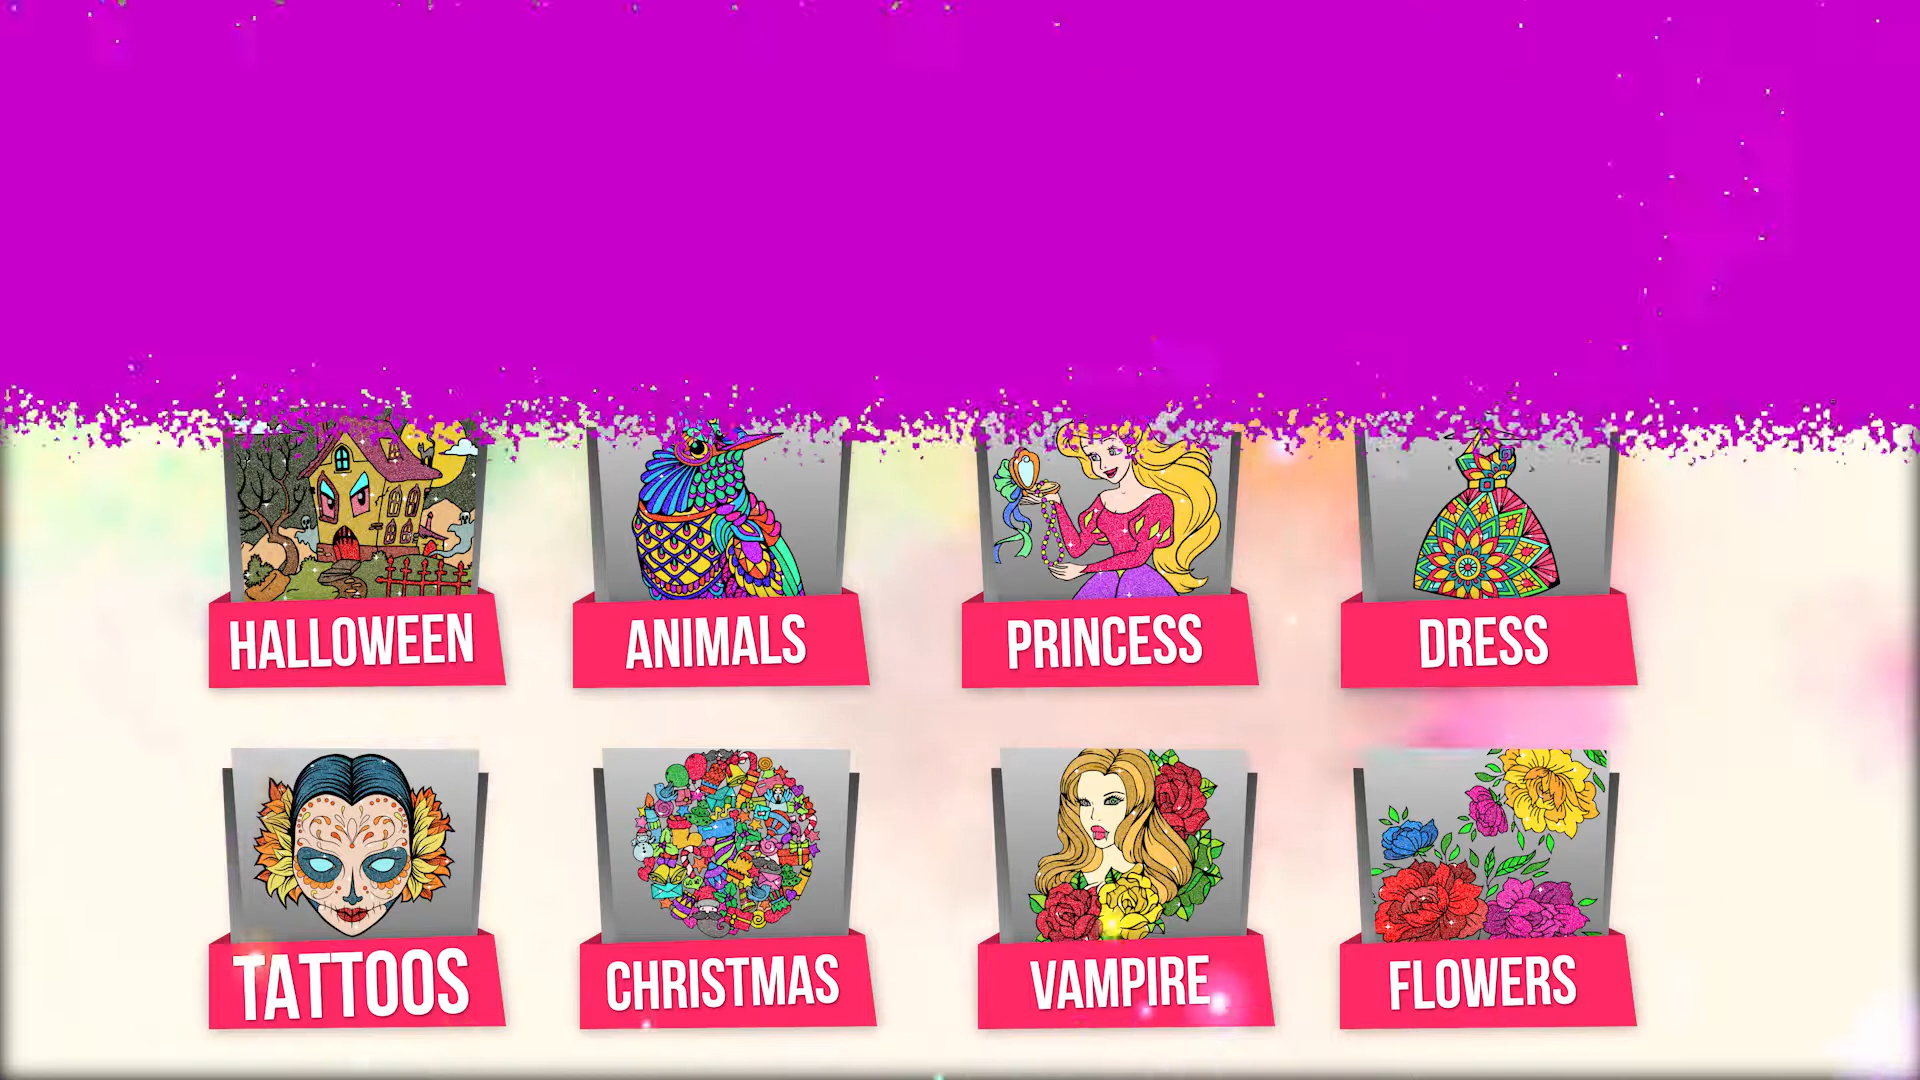 HALLOWEEN
ANIMALS
PRINCESS
DRESS
TATTOOS
CHRISTMAS
VAMPIRE
FLOWERS